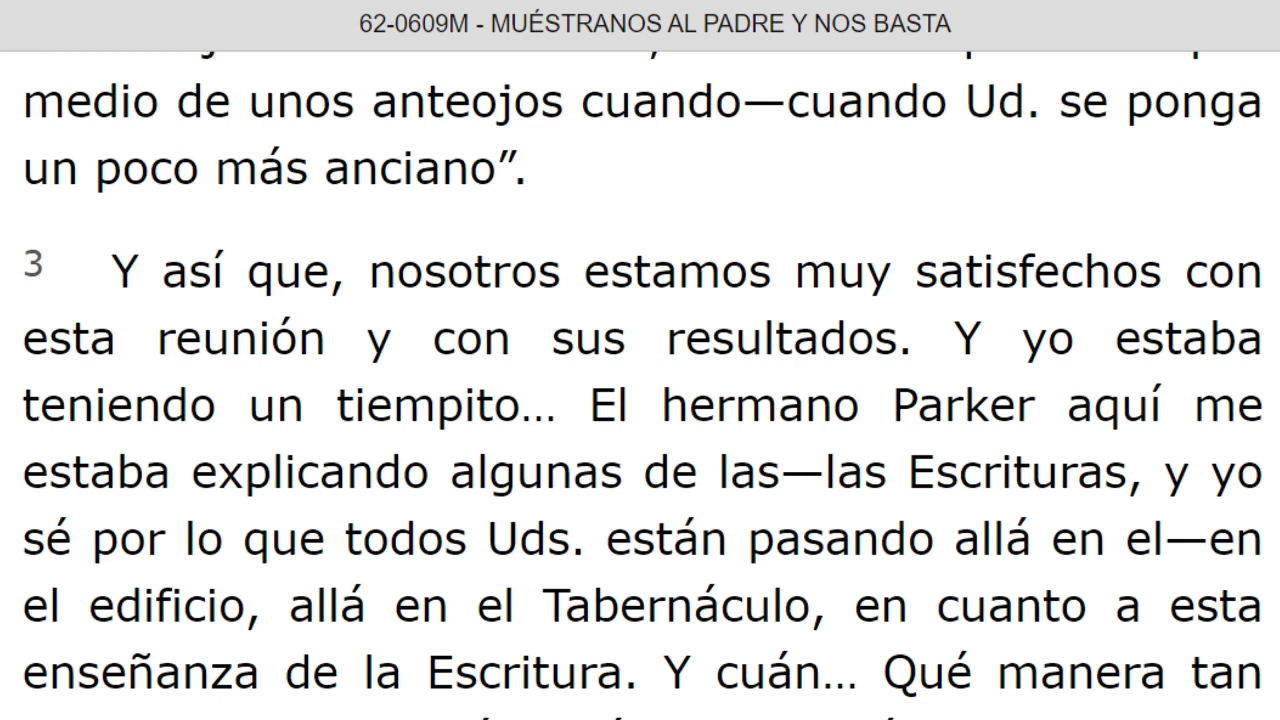 62-0609M - MUÉSTRANOS AL PADRE Y NOS BASTA
medio de unos anteojos cuando—cuando Ud. se ponga
un poco más anciano”.
3 Y así que, nosotros estamos muy satisfechos con
esta reunión y con sus resultados. Y yo estaba
teniendo un tiempito… El hermano Parker aquí me
estaba explicando algunas de las—las Escrituras, y yo
sé por lo que todos Uds. están pasando allá en el—en
el edificio, allá en el Tabernáculo, en cuanto a esta
enseñanza de la Escritura. Y cuán… Qué manera tan